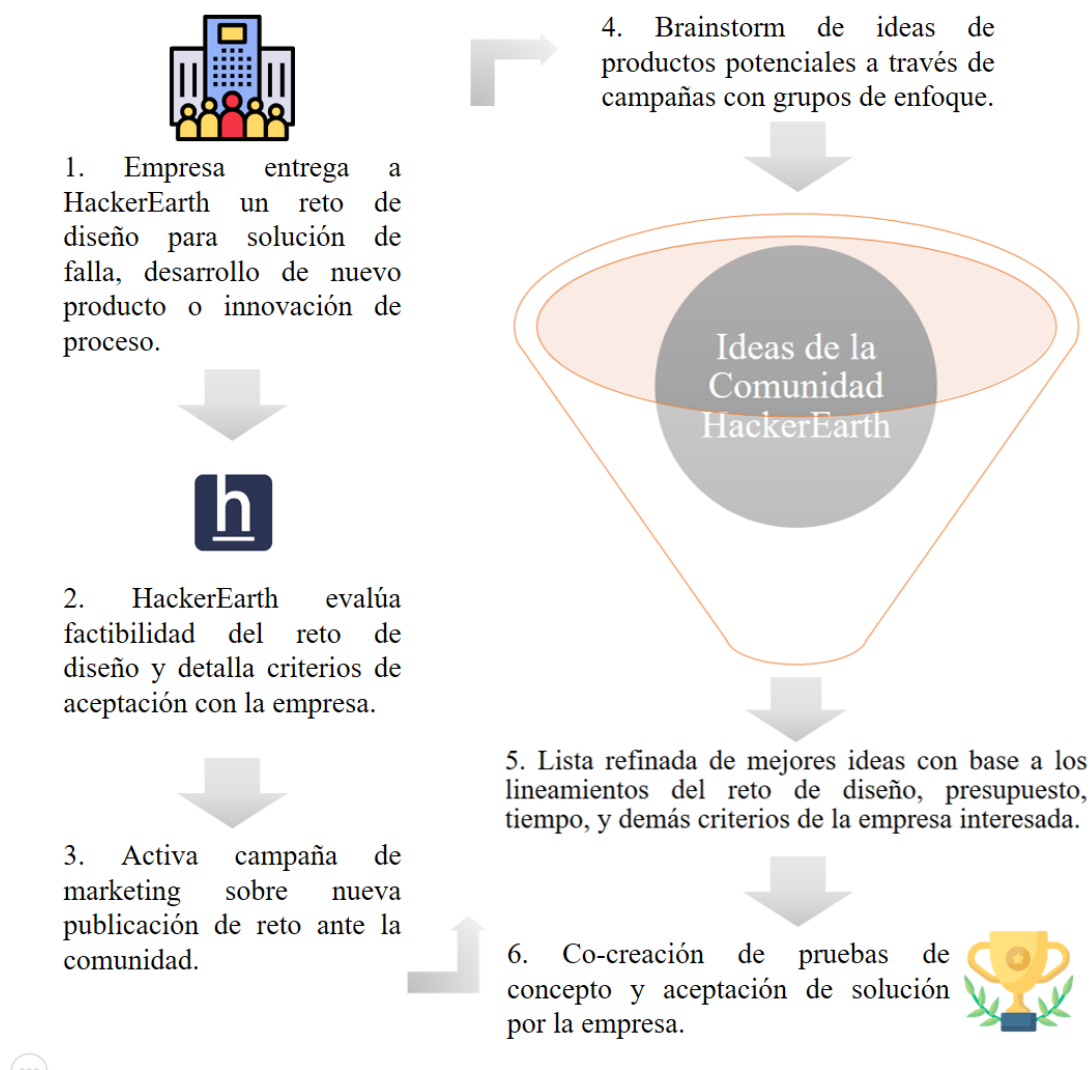 1. Empresa entrega a
HackerEarth un reto de
diseño para solución de
falla, desarrollo de nuevo
producto o innovación de
proceso.
h
2. HackerEarth evalúa
factibilidad del reto de
diseño y detalla criterios de
aceptación con la empresa.
3. Activa campaña de
marketing sobre nueva
publicación de reto ante la
comunidad.
4. Brainstorm de ideas de
productos potenciales a través de
campañas con grupos de enfoque.
Ideas de la
Comunidad
HackerEarth
5. Lista refinada de mejores ideas con base a los
lineamientos del reto de diseño, presupuesto,
tiempo, y demás criterios de la empresa interesada.
6. Co-creación de pruebas de
concepto y aceptación de solución
por la empresa.